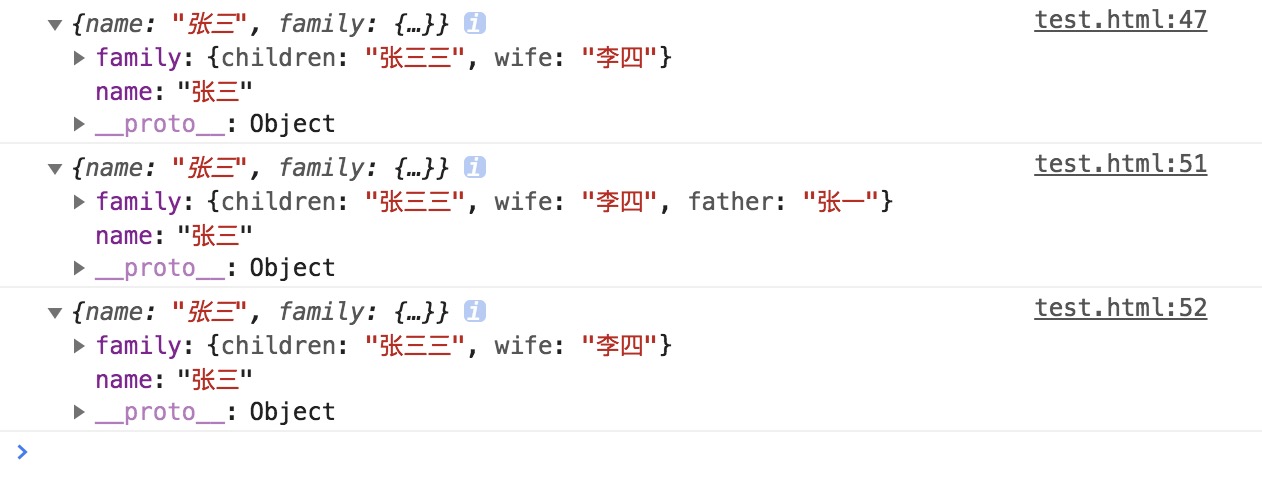 ▼{name: "张三", family: {…}} i test.html:47
▶family: {children: "张三三", wife: "李四"}
name: "张三"
▶__proto__: Object
▼{name: "张三", family: {…}} i test.html:51
▶family: {children: "张三三", wife: "李四", father: "张一"}
name: "张三"
▶__proto__: Object
▼{name: "张三", family: {…}} i test.html:52
▶family: {children: "张三三", wife: "李四"}
name: "张三"
▶__proto__: Object
>